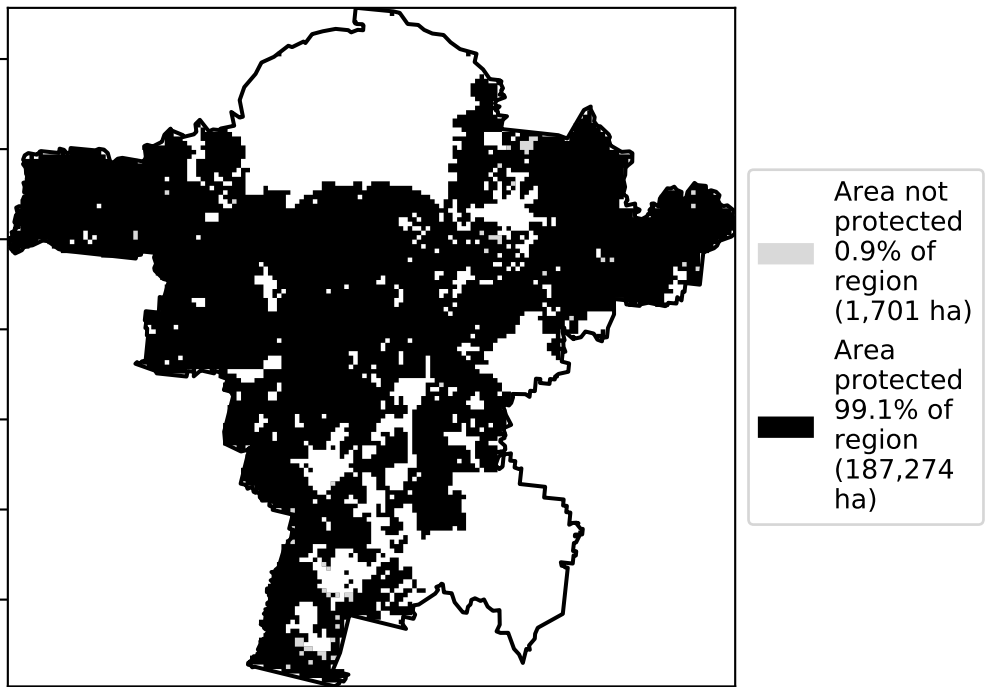 Area not
protected
0.9% of
region
(1,701 ha)
Area
protected
99.1% of
region
(187,274
ha)